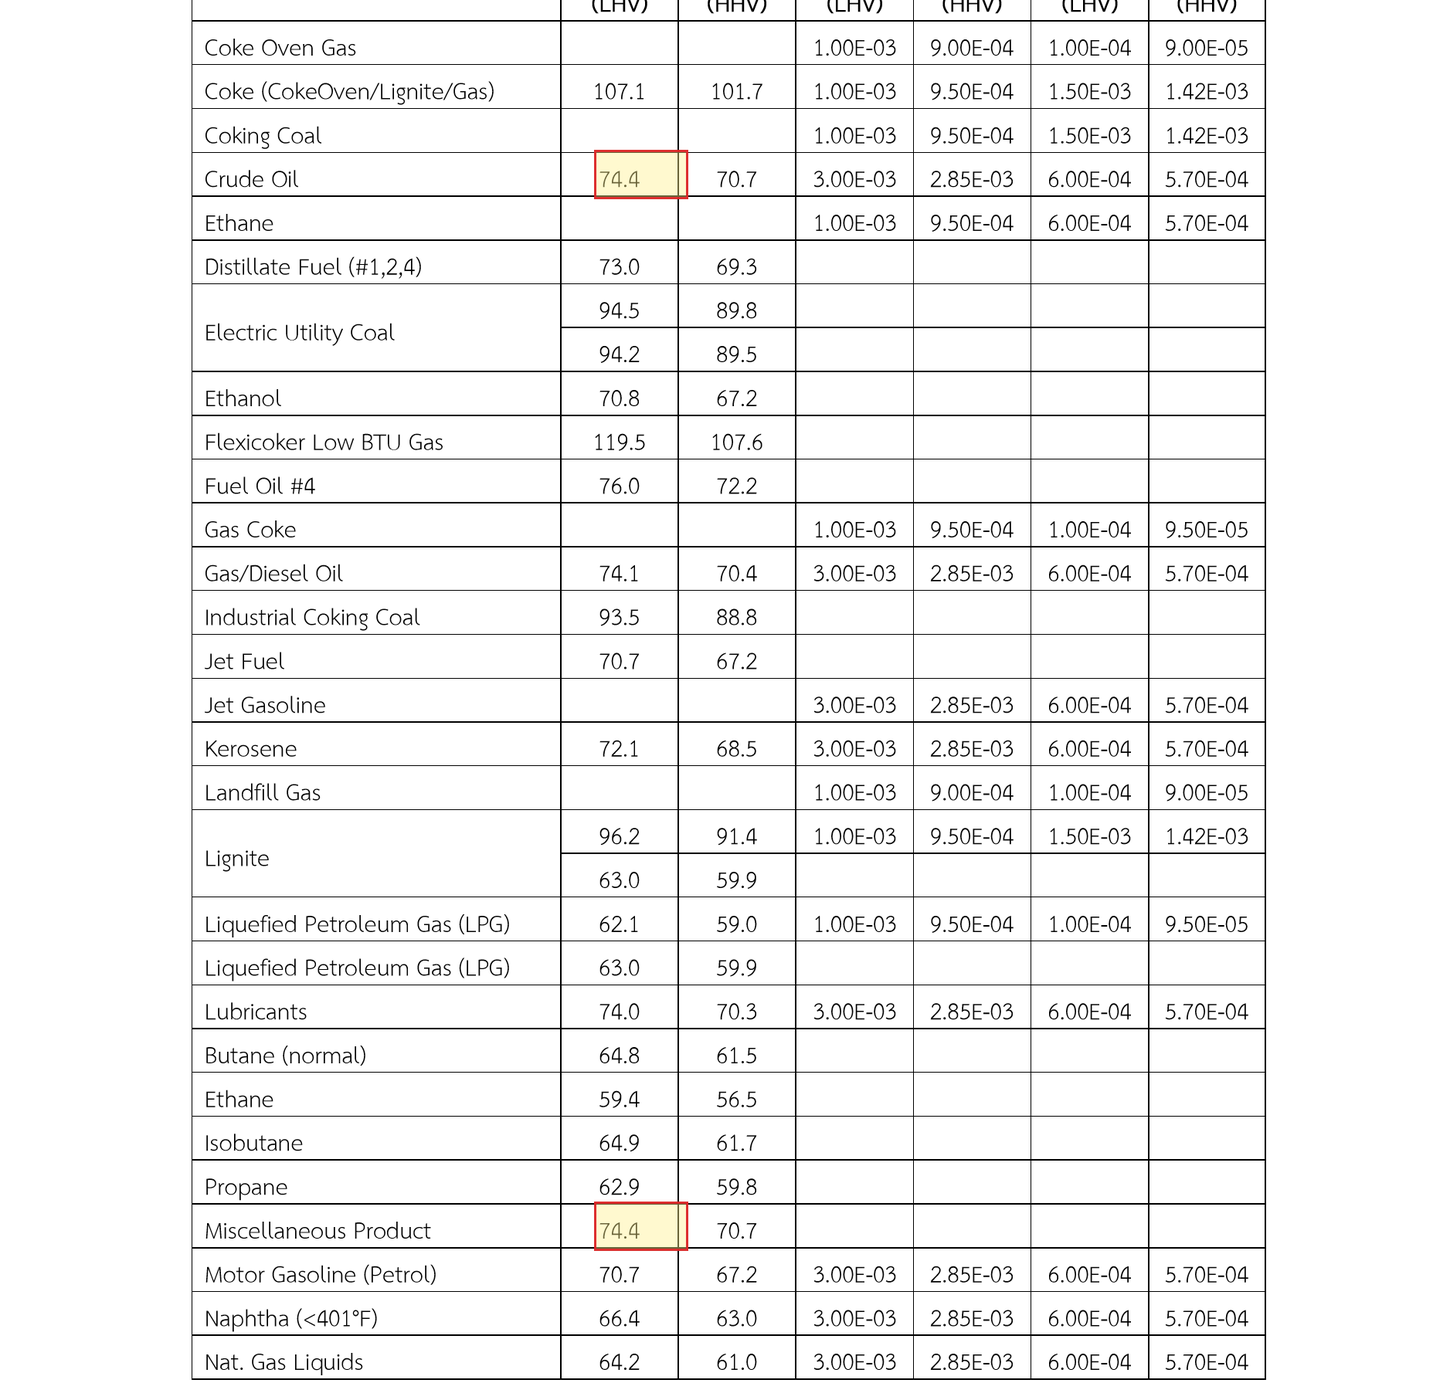 (LHV) (HHV) (LHV) (HHV) (LHV) (HHV)
Coke Oven Gas 1.00E-03 9.00E-04 1.00E-04 9.00E-05
Coke (CokeOven/Lignite/Gas) 107.1 101.7 1.00E-03 9.50E-04 1.50E-03 1.42E-03
Coking Coal 1.00E-03 9.50E-04 1.50E-03 1.42E-03
Crude Oil 74.4 70.7 3.00E-03 2.85E-03 6.00E-04 5.70E-04
Ethane 1.00E-03 9.50E-04 6.00E-04 5.70E-04
Distillate Fuel (#1,2,4) 73.0 69.3
Electric Utility Coal 94.5 89.8
94.2 89.5
Ethanol 70.8 67.2
Flexicoker Low BTU Gas 119.5 107.6
Fuel Oil #4 76.0 72.2
Gas Coke 1.00E-03 9.50E-04 1.00E-04 9.50E-05
Gas/Diesel Oil 74.1 70.4 3.00E-03 2.85E-03 6.00E-04 5.70E-04
Industrial Coking Coal 93.5 88.8
Jet Fuel 70.7 67.2
Jet Gasoline 3.00E-03 2.85E-03 6.00E-04 5.70E-04
Kerosene 72.1 68.5 3.00E-03 2.85E-03 6.00E-04 5.70E-04
Landfill Gas 1.00E-03 9.00E-04 1.00E-04 9.00E-05
Lignite 96.2 91.4 1.00E-03 9.50E-04 1.50E-03 1.42E-03
63.0 59.9
Liquefied Petroleum Gas (LPG) 62.1 59.0 1.00E-03 9.50E-04 1.00E-04 9.50E-05
Liquefied Petroleum Gas (LPG) 63.0 59.9
Lubricants 74.0 70.3 3.00E-03 2.85E-03 6.00E-04 5.70E-04
Butane (normal) 64.8 61.5
Ethane 59.4 56.5
Isobutane 64.9 61.7
Propane 62.9 59.8
Miscellaneous Product 74.4 70.7
Motor Gasoline (Petrol) 70.7 67.2 3.00E-03 2.85E-03 6.00E-04 5.70E-04
Naphtha (<401°F) 66.4 63.0 3.00E-03 2.85E-03 6.00E-04 5.70E-04
Nat. Gas Liquids 64.2 61.0 3.00E-03 2.85E-03 6.00E-04 5.70E-04